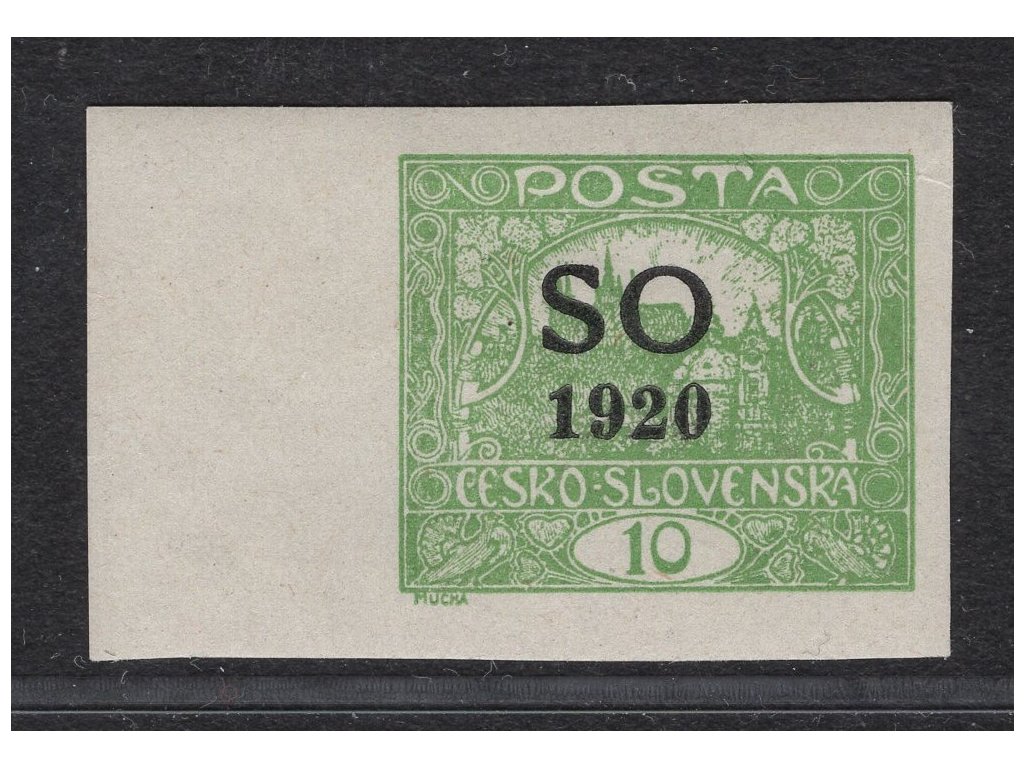 POSTA
SO
1920
ČESKO-SLOVENSKÁ
10
MUCHA